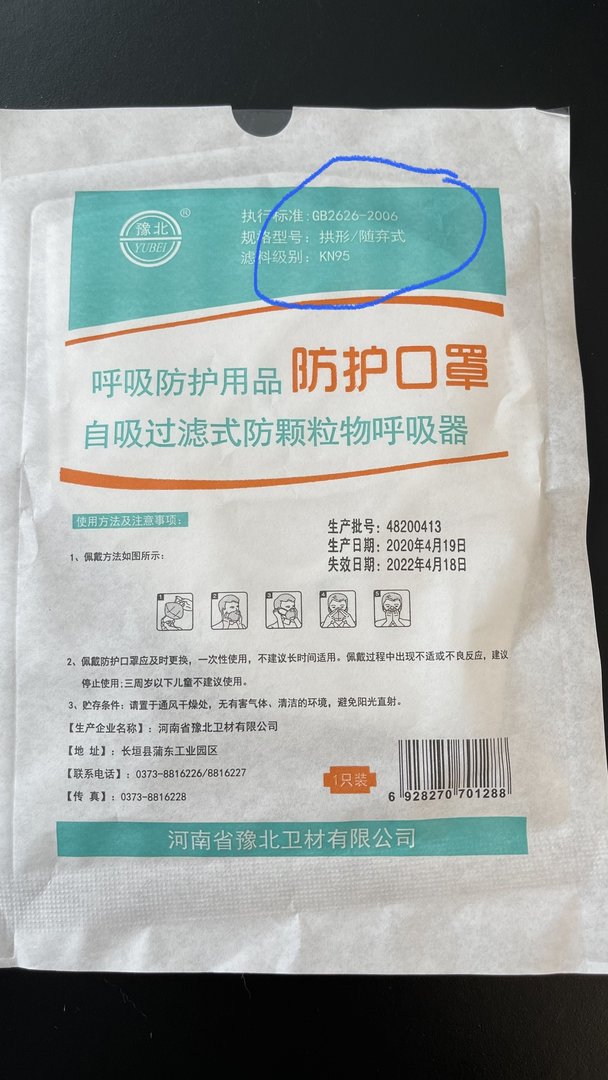 豫北
YUBEI
®
执行标准:GB2626-2006
规格型号: 拱形/随弃式
滤料级别: KN95
呼吸防护用品 防护口罩
自吸过滤式防颗粒物呼吸器
使用方法及注意事项:
生产批号: 48200413
生产日期: 2020年4月19日
失效日期: 2022年4月18日
1、佩戴方法如图所示:
1 2 3 4 5
2、佩戴防护口罩应及时更换,一次性使用,不建议长时间适用。佩戴过程中出现不适或不良反应,建议
停止使用;三周岁以下儿童不建议使用。
3、贮存条件: 请置于通风干燥处,无有害气体、清洁的环境,避免阳光直射。
【生产企业名称】: 河南省豫北卫材有限公司
【地 址】: 长垣县蒲东工业园区
【联系电话】: 0373-8816226/8816227
【传 真】: 0373-8816228
1只装
6 928270 701288
河南省豫北卫材有限公司